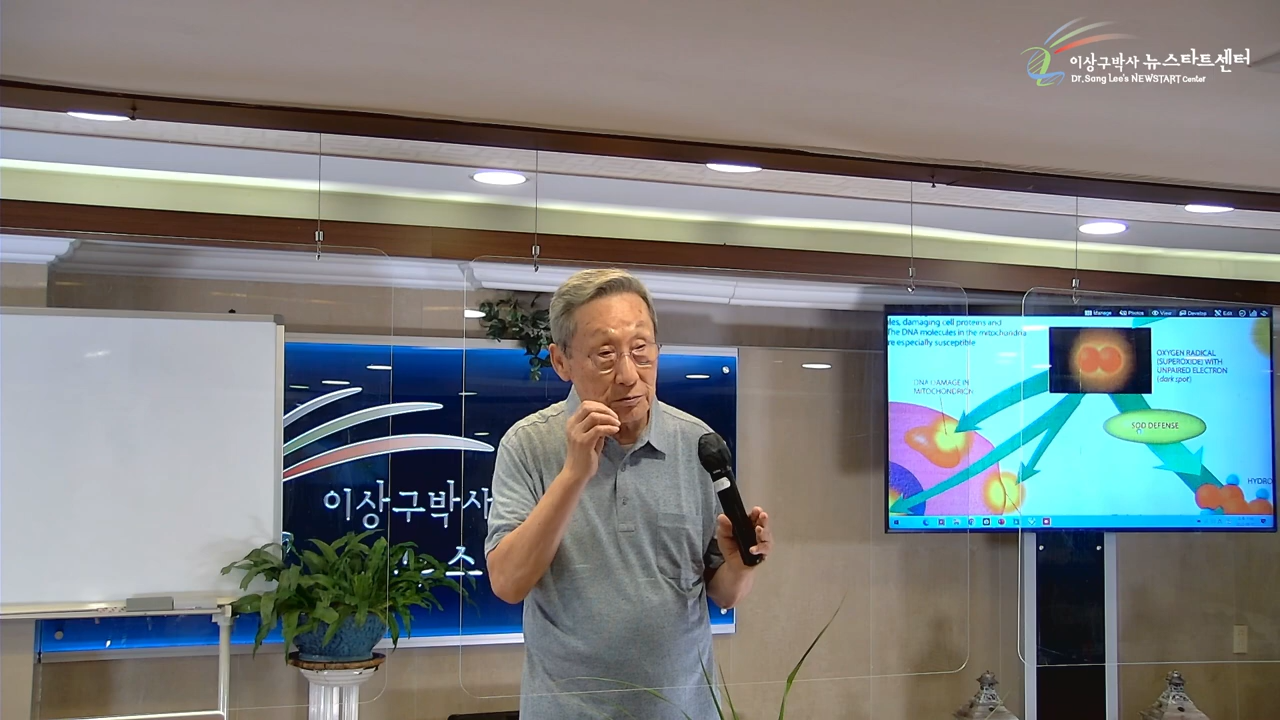 이상구박사 뉴스타트센터
Dr. Sang Lee's NEWSTART Center
Manage
Photos
View
Develop
Edit
damaging cell proteins and
The DNA molecules in the mitochondria
re especially susceptible
OXYGEN RADICAL
(SUPEROXIDE) WITH
UNPAIRED ELECTRON
(dark spot)
DNA DAMAGE IN
MITOCHONDRION
SOD DEFENSE
HYDRO
이상구박사
스